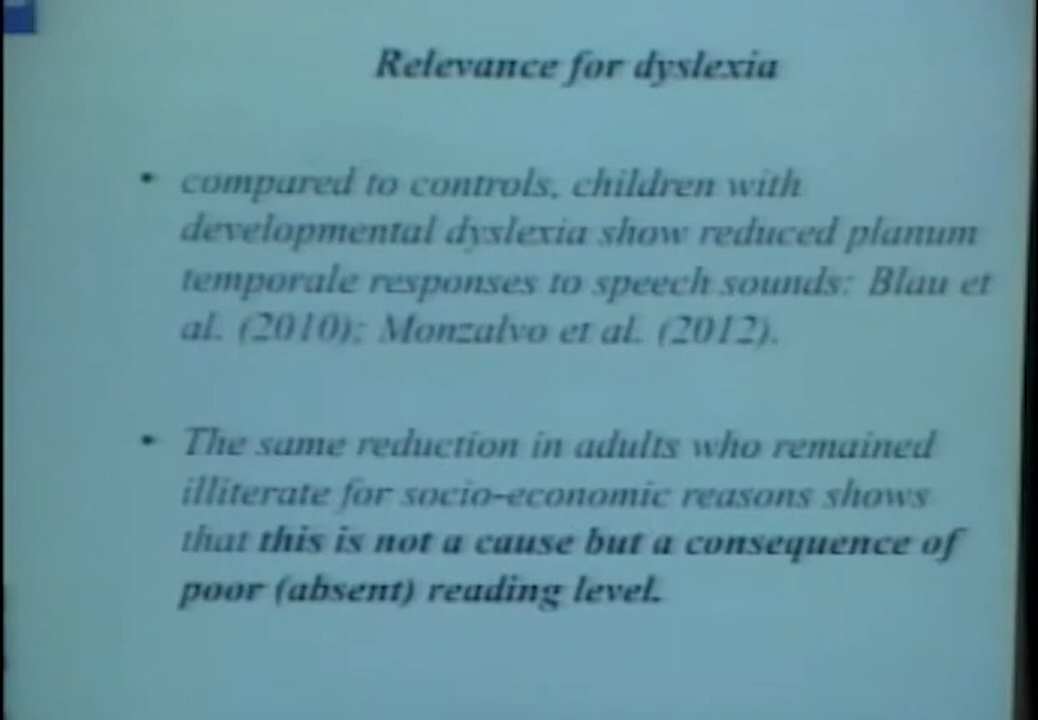 Relevance for dyslexia
• compared to controls, children with
developmental dyslexia show reduced planum
temporale responses to speech sounds: Blau et
al. (2010); Monzalvo et al. (2012).
• The same reduction in adults who remained
illiterate for socio-economic reasons shows
that this is not a cause but a consequence of
poor (absent) reading level.